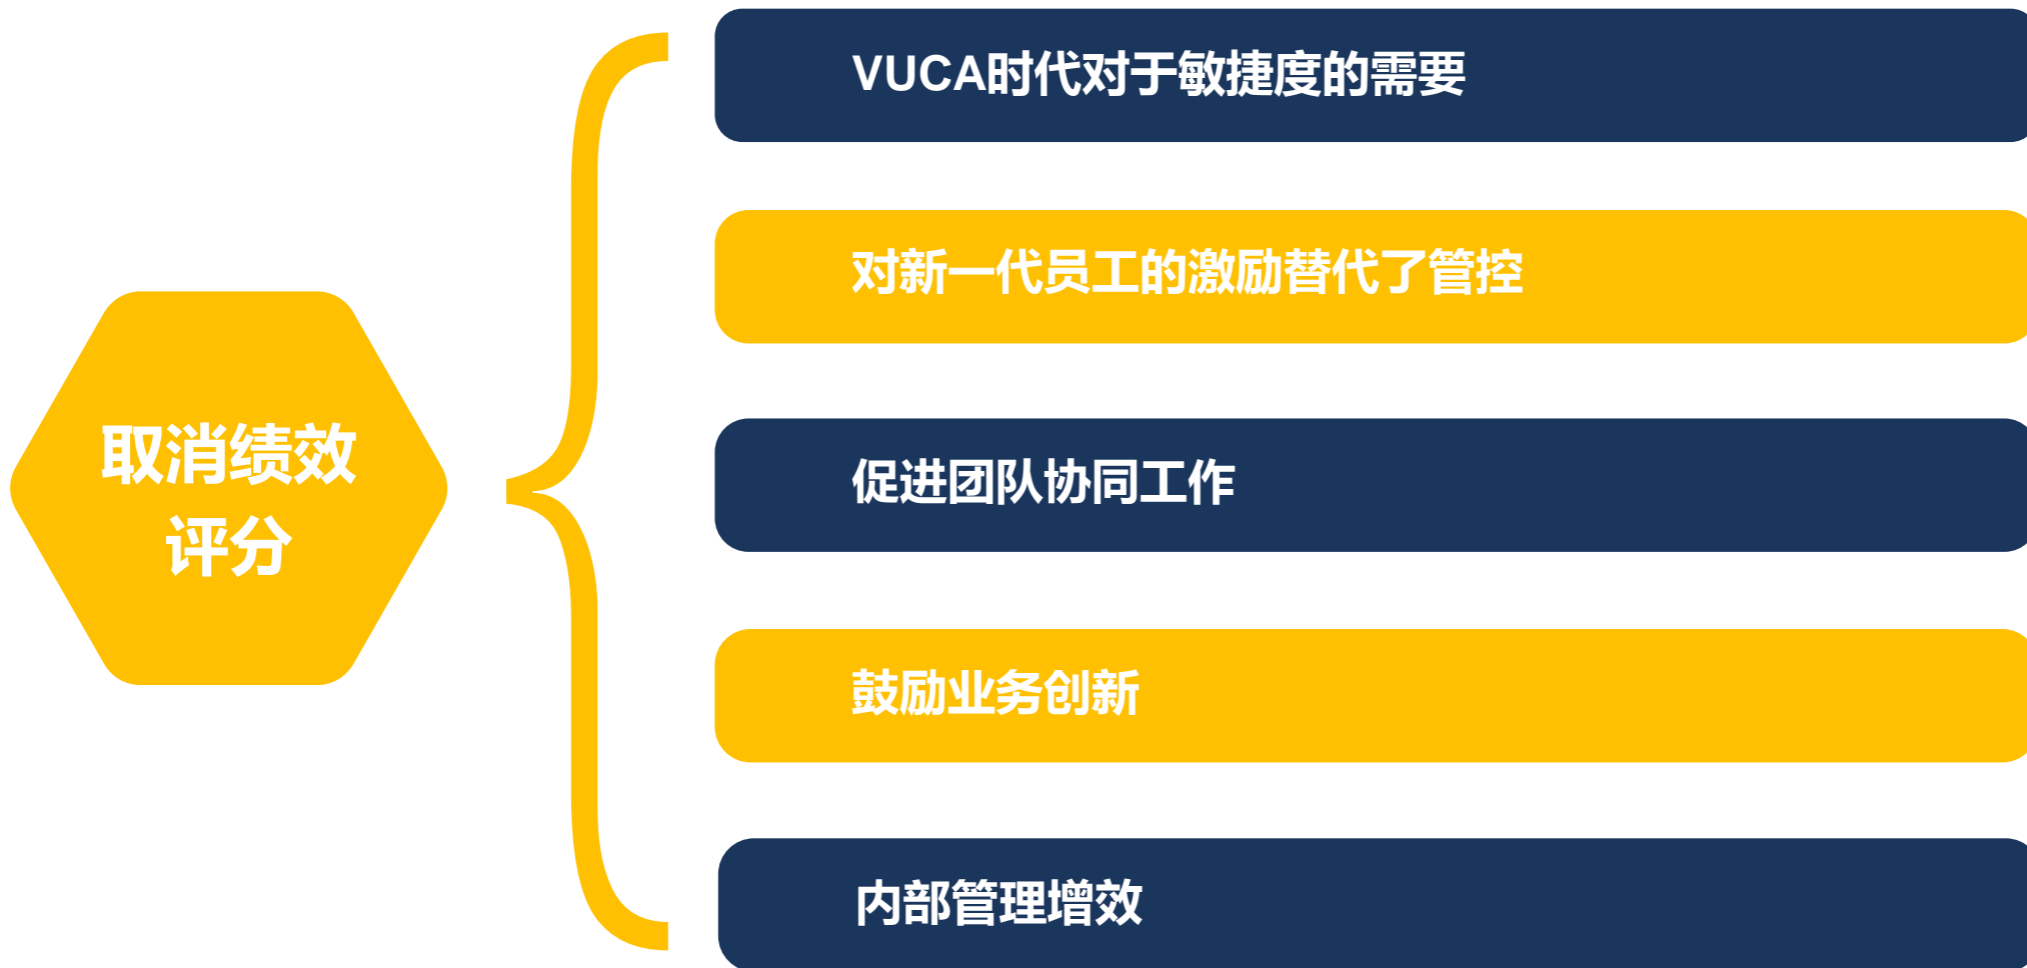 取消绩效
评分
VUCA时代对于敏捷度的需要
对新一代员工的激励替代了管控
促进团队协同工作
鼓励业务创新
内部管理增效